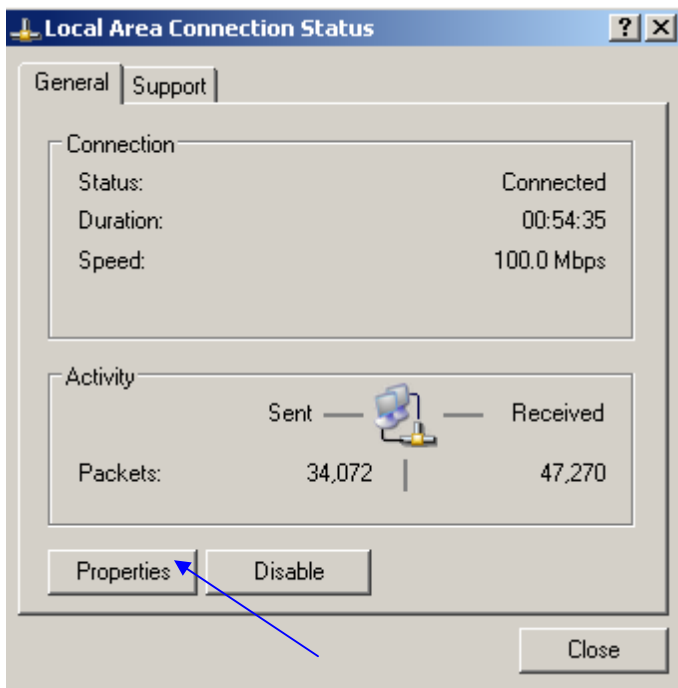 Local Area Connection Status
General Support
Connection
Status: Connected
Duration: 00:54:35
Speed: 100.0 Mbps
Activity
Sent Received
Packets: 34,072 47,270
Properties Disable
Close